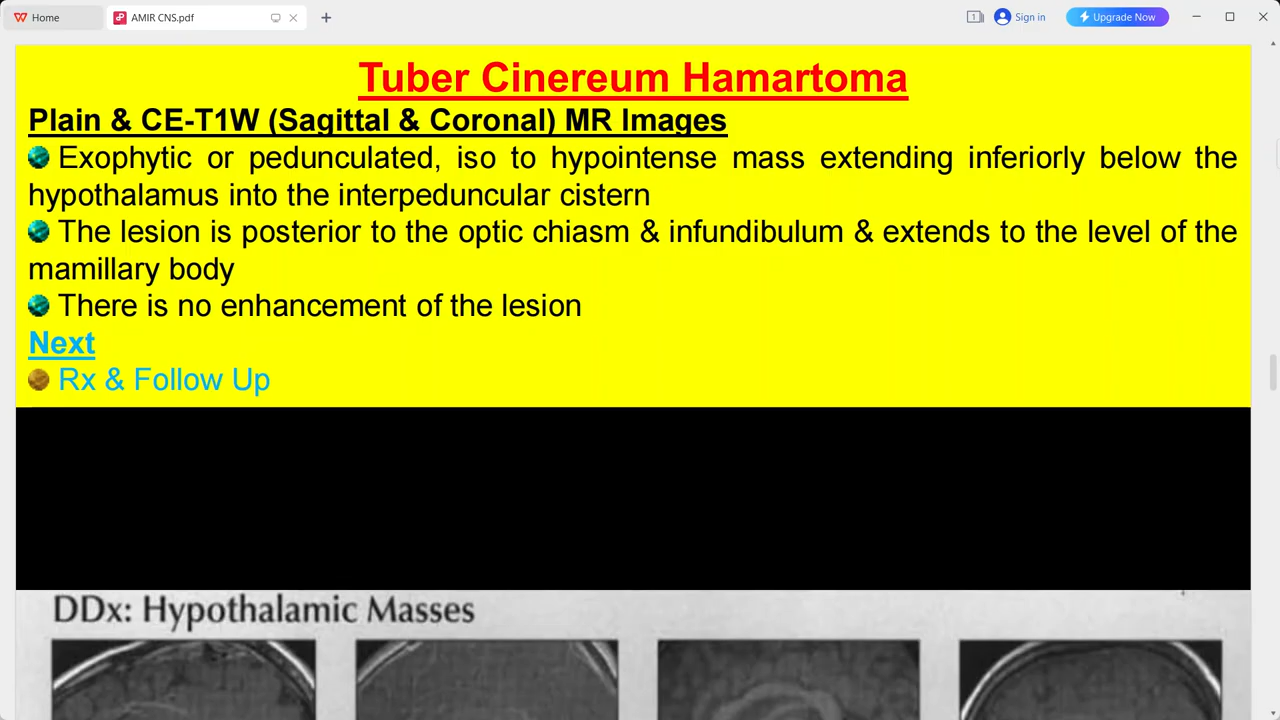 Home
AMIR CNS.pdf
1
Sign in
Upgrade Now
Tuber Cinereum Hamartoma
Plain & CE-T1W (Sagittal & Coronal) MR Images
Exophytic or pedunculated, iso to hypointense mass extending inferiorly below the
hypothalamus into the interpeduncular cistern
The lesion is posterior to the optic chiasm & infundibulum & extends to the level of the
mamillary body
There is no enhancement of the lesion
Next
Rx & Follow Up
DDx: Hypothalamic Masses